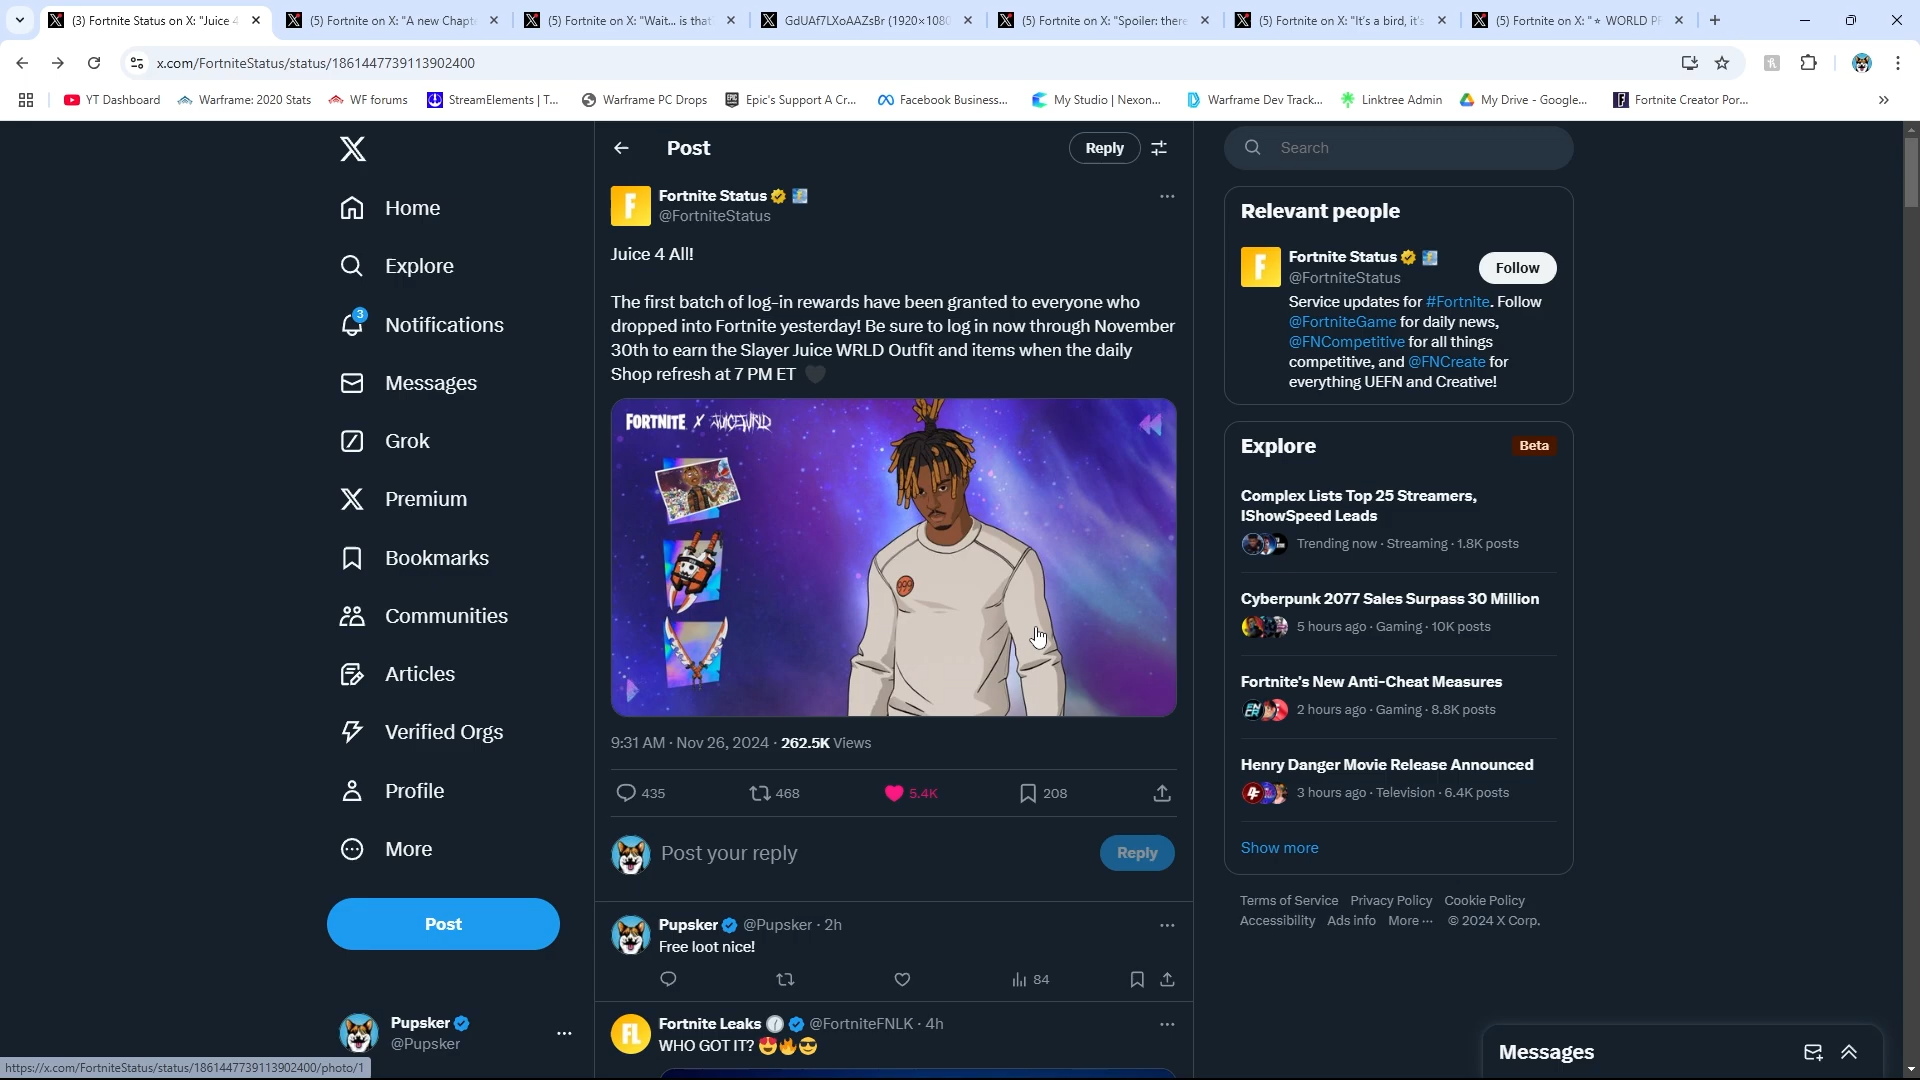 (3) Fortnite Status on X: "Juice 4
(5) Fortnite on X: "A new Chapte
(5) Fortnite on X: "Wait... is that
GdUAf7LXoAAZsBr (1920×1080
(5) Fortnite on X: "Spoiler: there
(5) Fortnite on X: "It's a bird, it's
(5) Fortnite on X: "⭐ WORLD PR
x.com/FortniteStatus/status/1861447739113902400
YT Dashboard
Warframe: 2020 Stats
WF forums
StreamElements | T...
Warframe PC Drops
Epic's Support A Cr...
Facebook Business...
My Studio | Nexon...
Warframe Dev Track...
Linktree Admin
My Drive - Google...
Fortnite Creator Por...
Home
Explore
3
Notifications
Messages
Grok
Premium
Bookmarks
Communities
Articles
Verified Orgs
Profile
More
Post
Pupsker
@Pupsker
https://x.com/FortniteStatus/status/1861447739113902400/photo/1
Post
Reply
Fortnite Status
@FortniteStatus
Juice 4 All!
The first batch of log-in rewards have been granted to everyone who
dropped into Fortnite yesterday! Be sure to log in now through November
30th to earn the Slayer Juice WRLD Outfit and items when the daily
Shop refresh at 7 PM ET 🖤
FORTNITE X JUICEWRLD
999
9:31 AM · Nov 26, 2024 · 262.5K Views
435
468
5.4K
208
Post your reply
Reply
Pupsker @Pupsker · 2h
Free loot nice!
84
FL
Fortnite Leaks @FortniteFNLK · 4h
WHO GOT IT? 😍🔥😎
Search
Relevant people
Fortnite Status
@FortniteStatus
Follow
Service updates for #Fortnite. Follow
@FortniteGame for daily news,
@FNCompetitive for all things
competitive, and @FNCreate for
everything UEFN and Creative!
Explore
Beta
Complex Lists Top 25 Streamers,
IShowSpeed Leads
Trending now · Streaming · 1.8K posts
Cyberpunk 2077 Sales Surpass 30 Million
5 hours ago · Gaming · 10K posts
Fortnite's New Anti-Cheat Measures
2 hours ago · Gaming · 8.8K posts
Henry Danger Movie Release Announced
3 hours ago · Television · 6.4K posts
Show more
Terms of Service Privacy Policy Cookie Policy
Accessibility Ads info More ··· © 2024 X Corp.
Messages